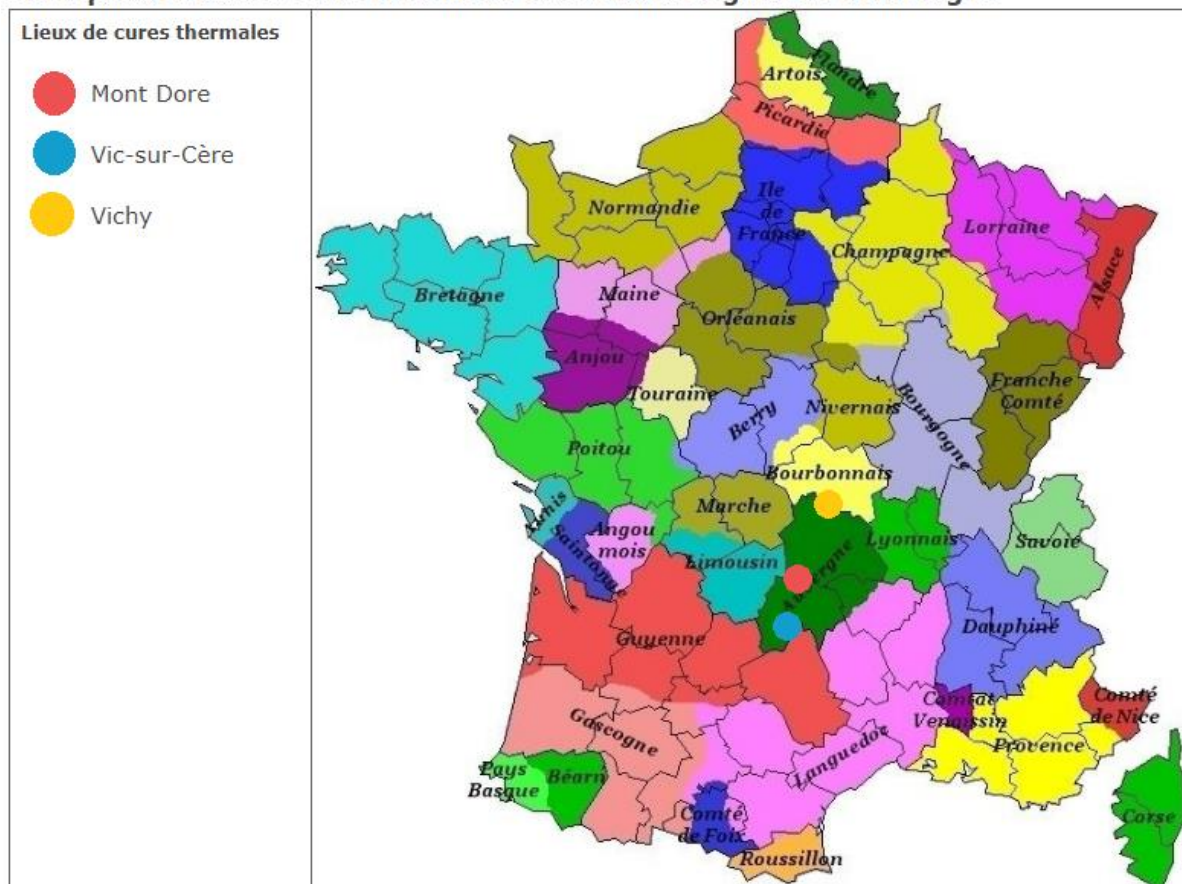 Lieux de cures thermales
Mont Dore
Vic-sur-Cère
Vichy
Artois
Flandre
Picardie
Ile
de
France
Normandie
Lorraine
Alsace
Champagne
Bretagne
Maine
Orléanais
Anjou
Touraine
Berry
Nivernais
Bourgogne
Franche
Comté
Poitou
Bourbonnais
Marche
Aunis
Saintonge
Angou
mois
Limousin
Auvergne
Lyonnais
Savoie
Guyenne
Dauphiné
Gascogne
Languedoc
Comtat
Venaissin
Comté
de Nice
Provence
Pays
Basque
Béarn
Comté
de Foix
Roussillon
Corse